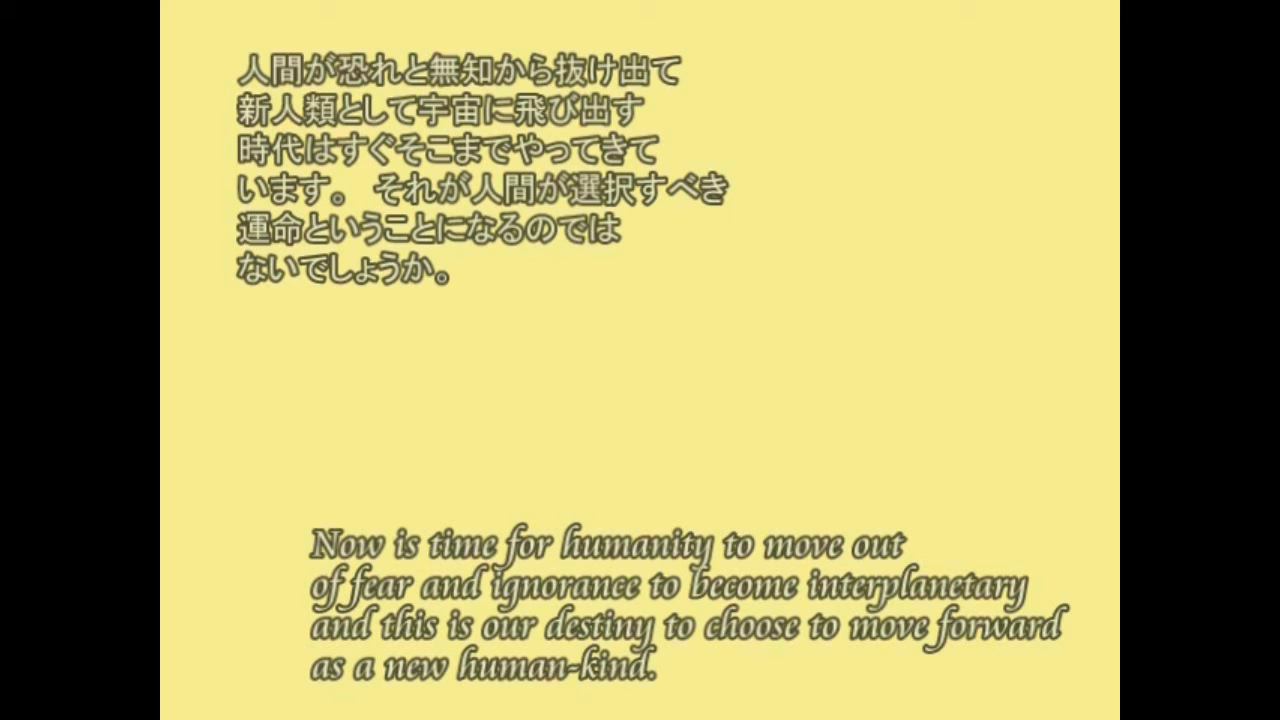 人間が恐れと無知から抜け出て
新人類として宇宙に飛び出す
時代はすぐそこまでやってきて
います。 それが人間が選択すべき
運命ということになるのでは
ないでしょうか。
Now is time for humanity to move out
of fear and ignorance to become interplanetary
and this is our destiny to choose to move forward
as a new human-kind.